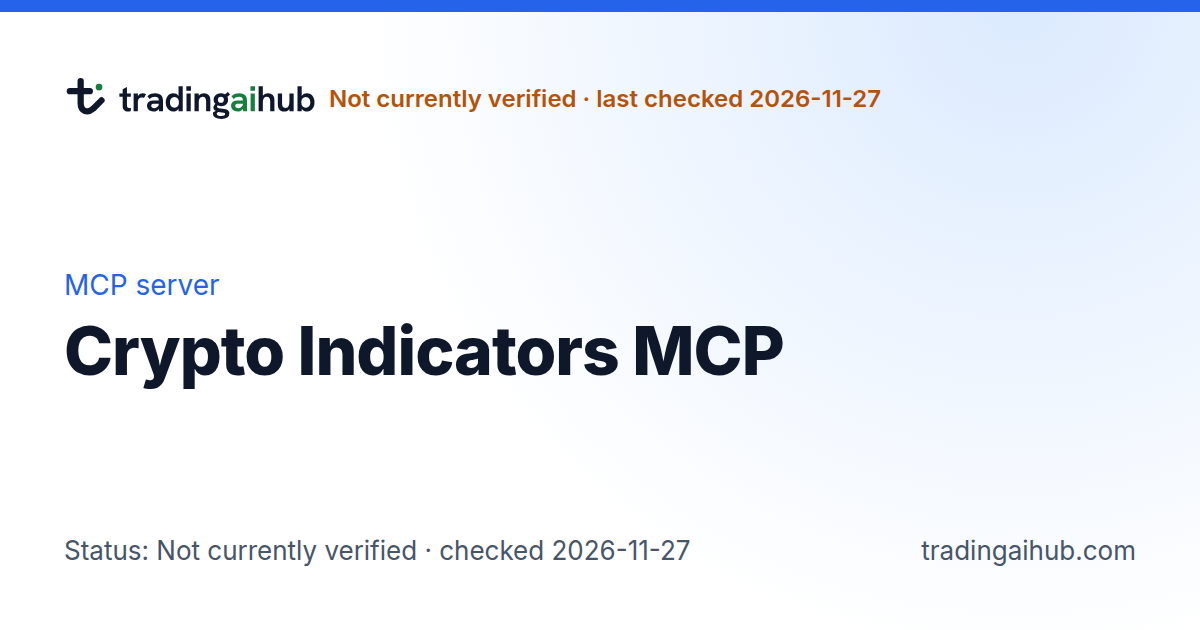 tradingaihub Not currently verified · last checked 2026-11-27
MCP server
Crypto Indicators MCP
Status: Not currently verified · checked 2026-11-27
tradingaihub.com